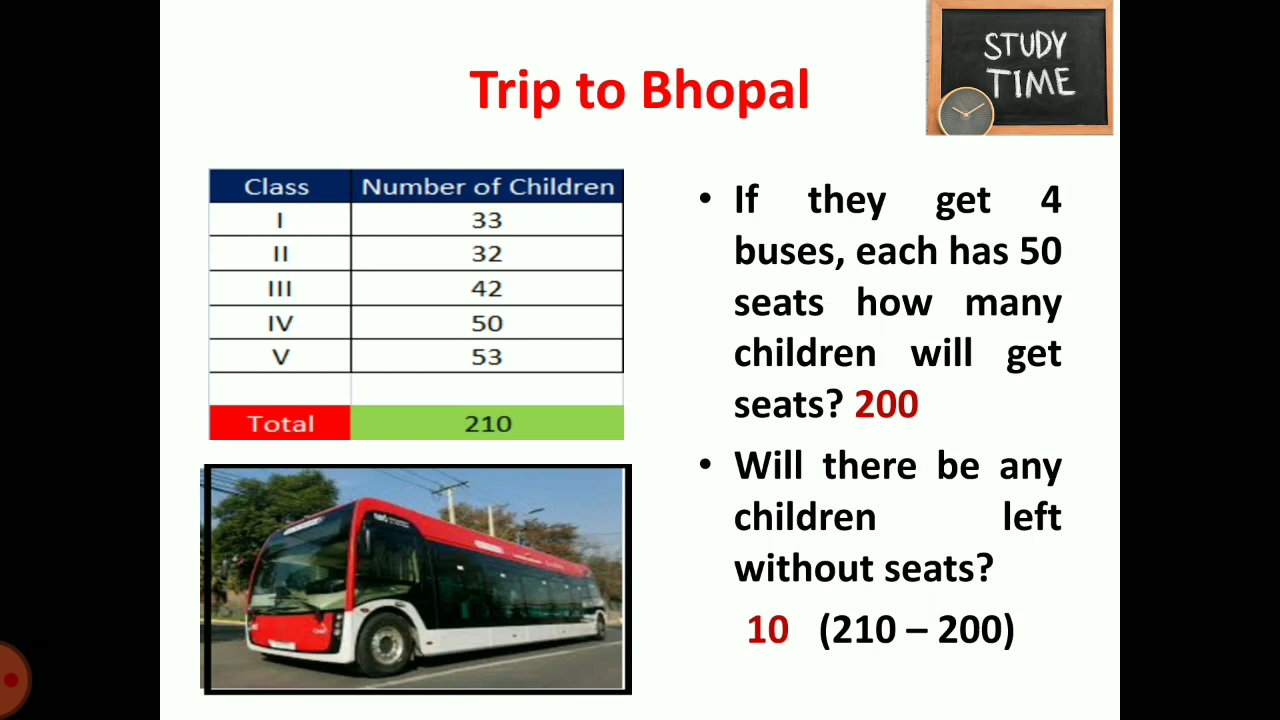 STUDY
TIME
Trip to Bhopal
Class Number of Children
I 33
II 32
III 42
IV 50
V 53
Total 210
• If they get 4
buses, each has 50
seats how many
children will get
seats? 200
• Will there be any
children left
without seats?
10 (210 – 200)